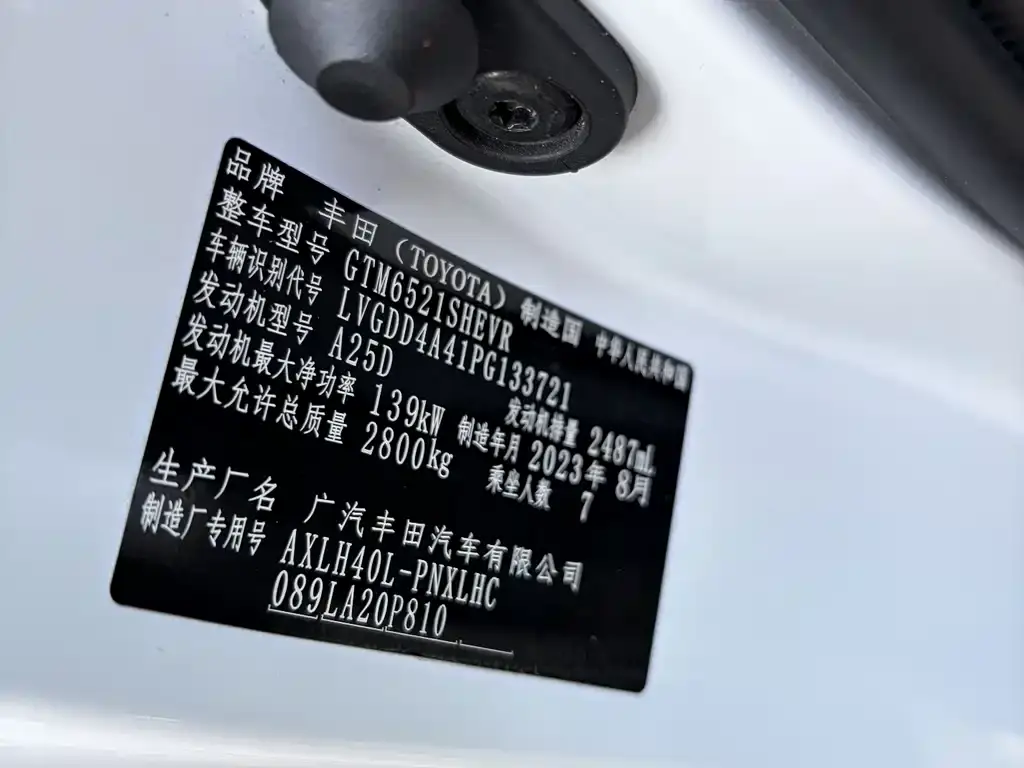 品牌 丰田（TOYOTA）制造国 中华人民共和国
整车型号 GTM6521SHEVR
车辆识别代号 LVGDD4A41PG133721
发动机型号 A25D 发动机排量 2487mL
发动机最大净功率 139kW 制造年月 2023年8月
最大允许总质量 2800kg 乘坐人数 7
生产厂名 广汽丰田汽车有限公司
制造厂专用号 AXLH40L-PNXLHC
089LA20P810